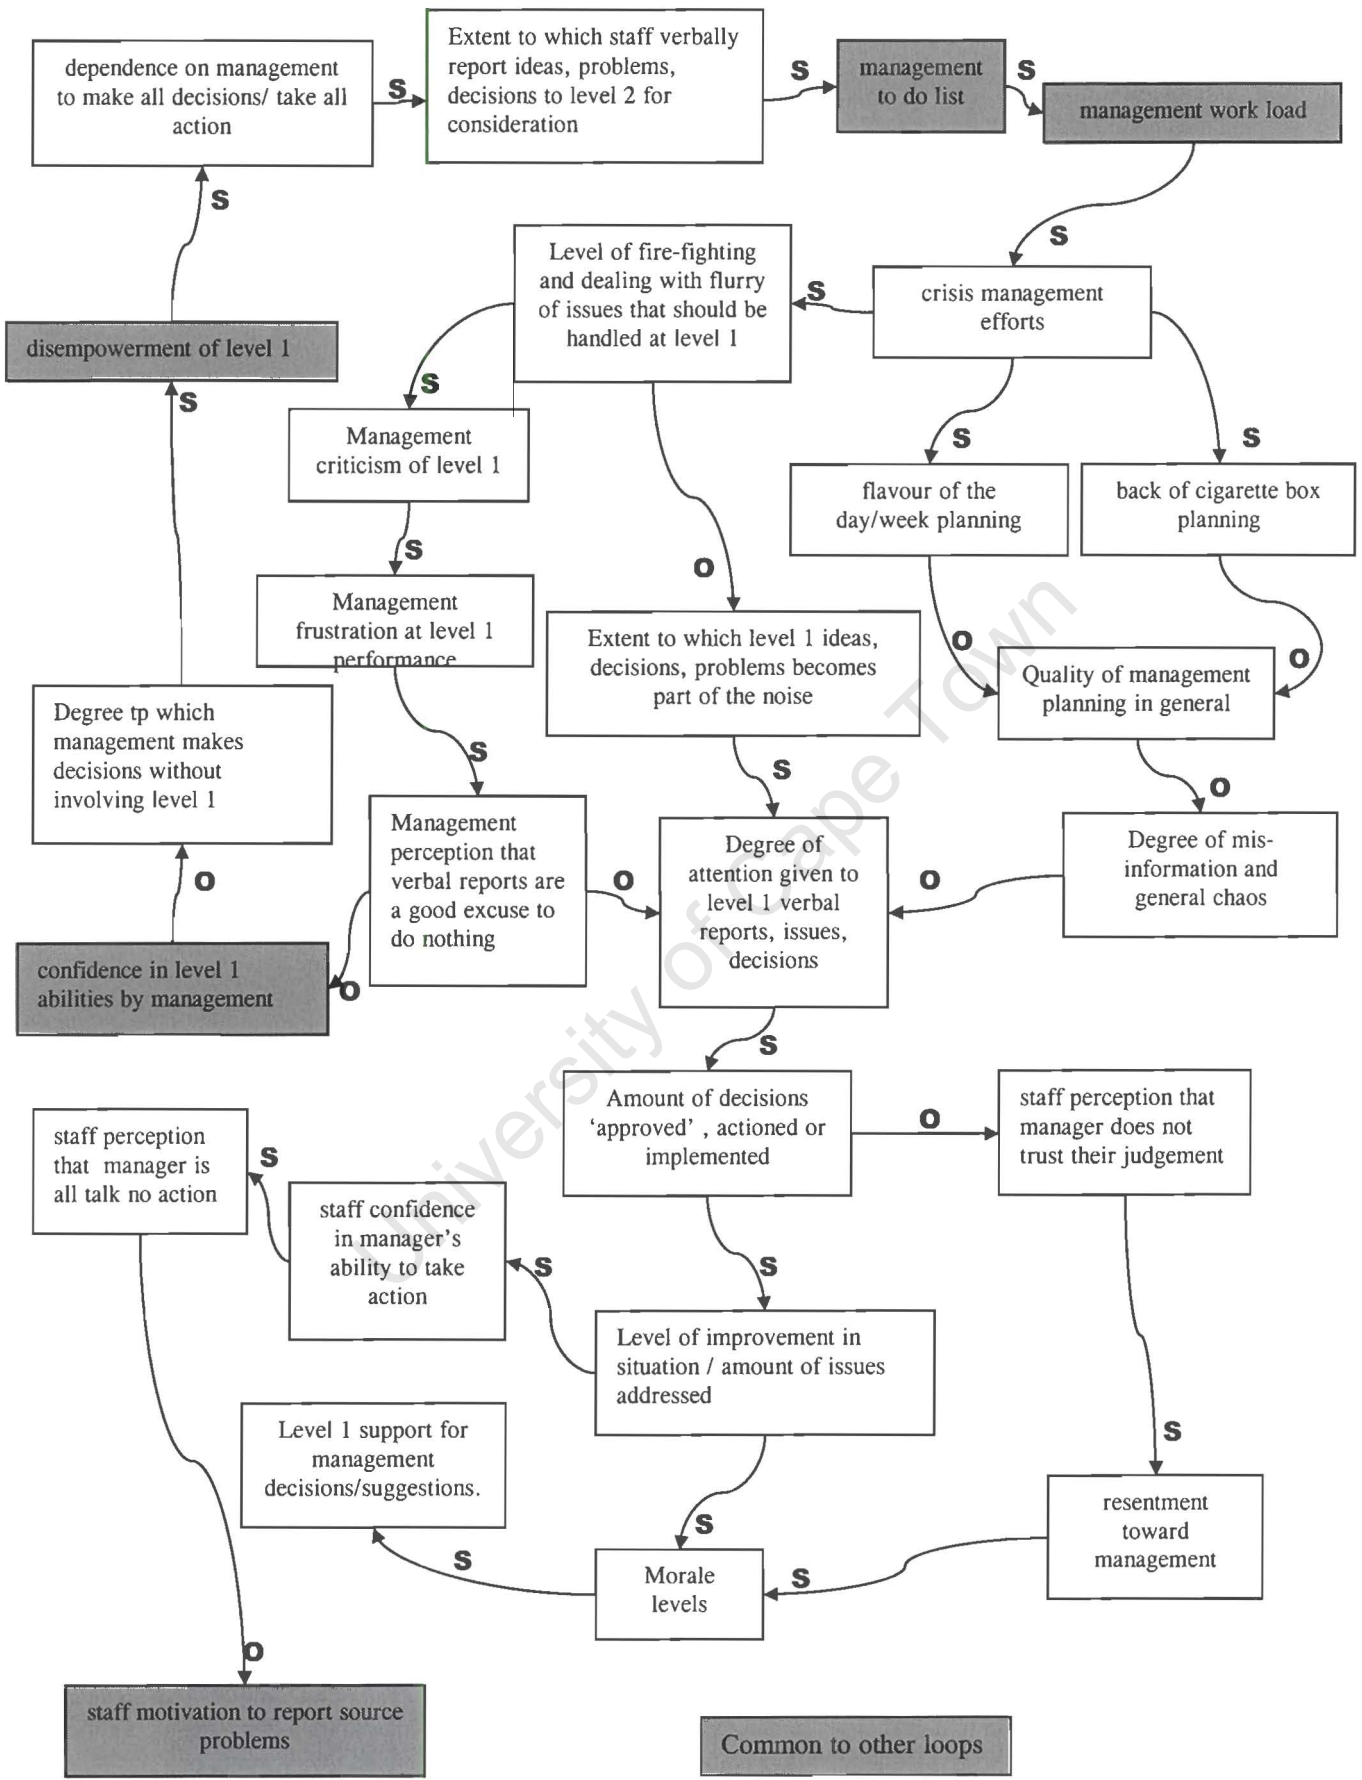 dependence on management
to make all decisions/ take all
action
S
Extent to which staff verbally
report ideas, problems,
decisions to level 2 for
consideration
S
management
to do list
S
management work load
S
S
Level of fire-fighting
and dealing with flurry
of issues that should be
handled at level 1
S
crisis management
efforts
disempowerment of level 1
S
S
Management
criticism of level 1
S
S
flavour of the
day/week planning
back of cigarette box
planning
S
O
Management
frustration at level 1
performance
Extent to which level 1 ideas,
decisions, problems becomes
part of the noise
O
O
Quality of management
planning in general
Degree tp which
management makes
decisions without
involving level 1
S
S
O
Management
perception that
verbal reports are
a good excuse to
do nothing
Degree of
attention given to
level 1 verbal
reports, issues,
decisions
Degree of mis-
information and
general chaos
O
O
O
confidence in level 1
abilities by management
O
S
Amount of decisions
‘approved’ , actioned or
implemented
O
staff perception that
manager does not
trust their judgement
staff perception
that manager is
all talk no action
S
staff confidence
in manager’s
ability to take
action
S
S
Level of improvement in
situation / amount of issues
addressed
Level 1 support for
management
decisions/suggestions.
S
resentment
toward
management
S
S
Morale
levels
S
O
staff motivation to report source
problems
Common to other loops
University of Cape Town